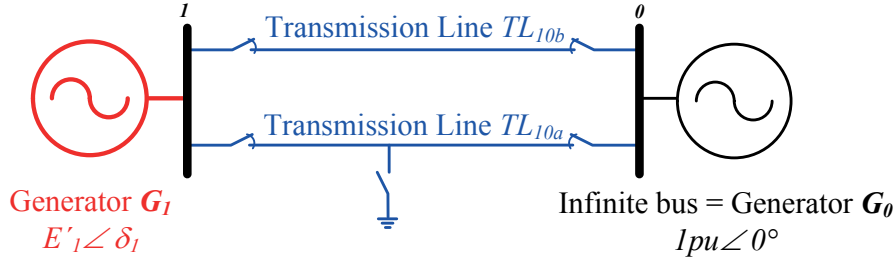 1
0
Transmission Line TL10b
Transmission Line TL10a
Generator G1
E′1∠ δ1
Infinite bus = Generator G0
1pu∠ 0°